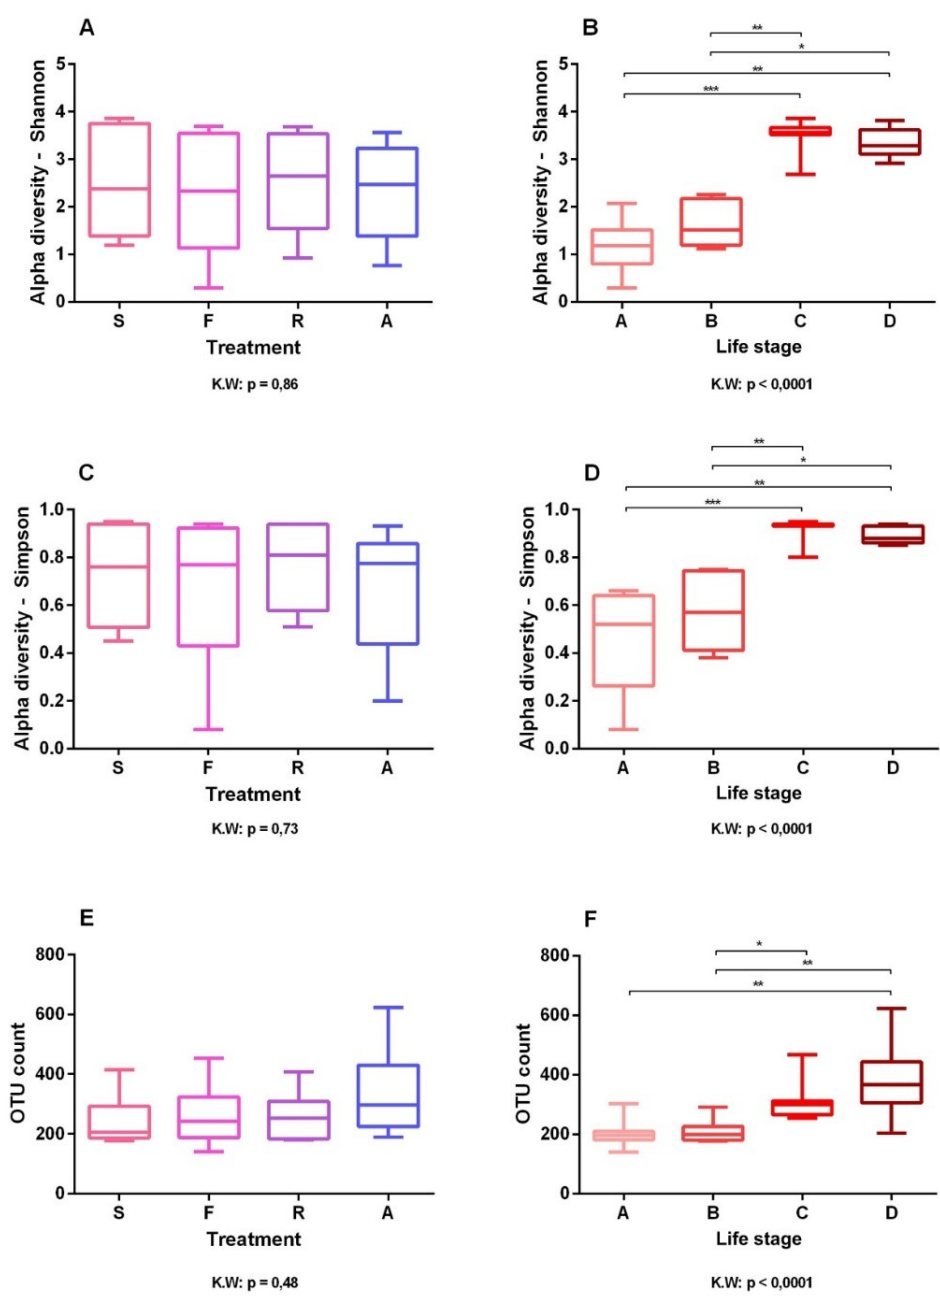 A
Alpha diversity - Shannon
5
4
3
2
1
0
S F R A
Treatment
K.W: p = 0,86
B
**
*
**
***
Alpha diversity - Shannon
5
4
3
2
1
0
A B C D
Life stage
K.W: p < 0,0001
C
Alpha diversity - Simpson
1.0
0.8
0.6
0.4
0.2
0.0
S F R A
Treatment
K.W: p = 0,73
D
**
*
**
***
Alpha diversity - Simpson
1.0
0.8
0.6
0.4
0.2
0.0
A B C D
Life stage
K.W: p < 0,0001
E
OTU count
800
600
400
200
0
S F R A
Treatment
K.W: p = 0,48
F
*
**
**
OTU count
800
600
400
200
0
A B C D
Life stage
K.W: p < 0,0001